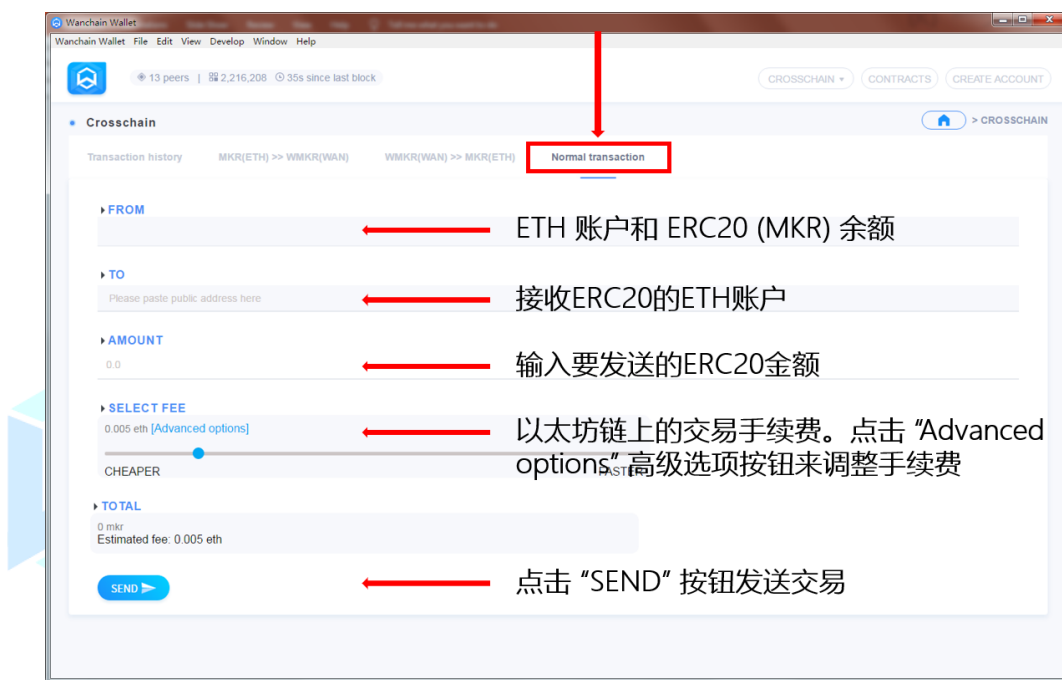 Wanchain Wallet
Wanchain Wallet File Edit View Develop Window Help
13 peers | 2,216,208 35s since last block
CROSSCHAIN ▾ CONTRACTS CREATE ACCOUNT
Crosschain
> CROSSCHAIN
Transaction history MKR(ETH) >> WMKR(WAN) WMKR(WAN) >> MKR(ETH) Normal transaction
FROM
ETH 账户和 ERC20 (MKR) 余额
TO
Please paste public address here
接收ERC20的ETH账户
AMOUNT
0.0
输入要发送的ERC20金额
SELECT FEE
0.005 eth [Advanced options]
CHEAPER
FASTER
以太坊链上的交易手续费。点击 “Advanced
options” 高级选项按钮来调整手续费
TOTAL
0 mkr
Estimated fee: 0.005 eth
SEND
点击 “SEND” 按钮发送交易